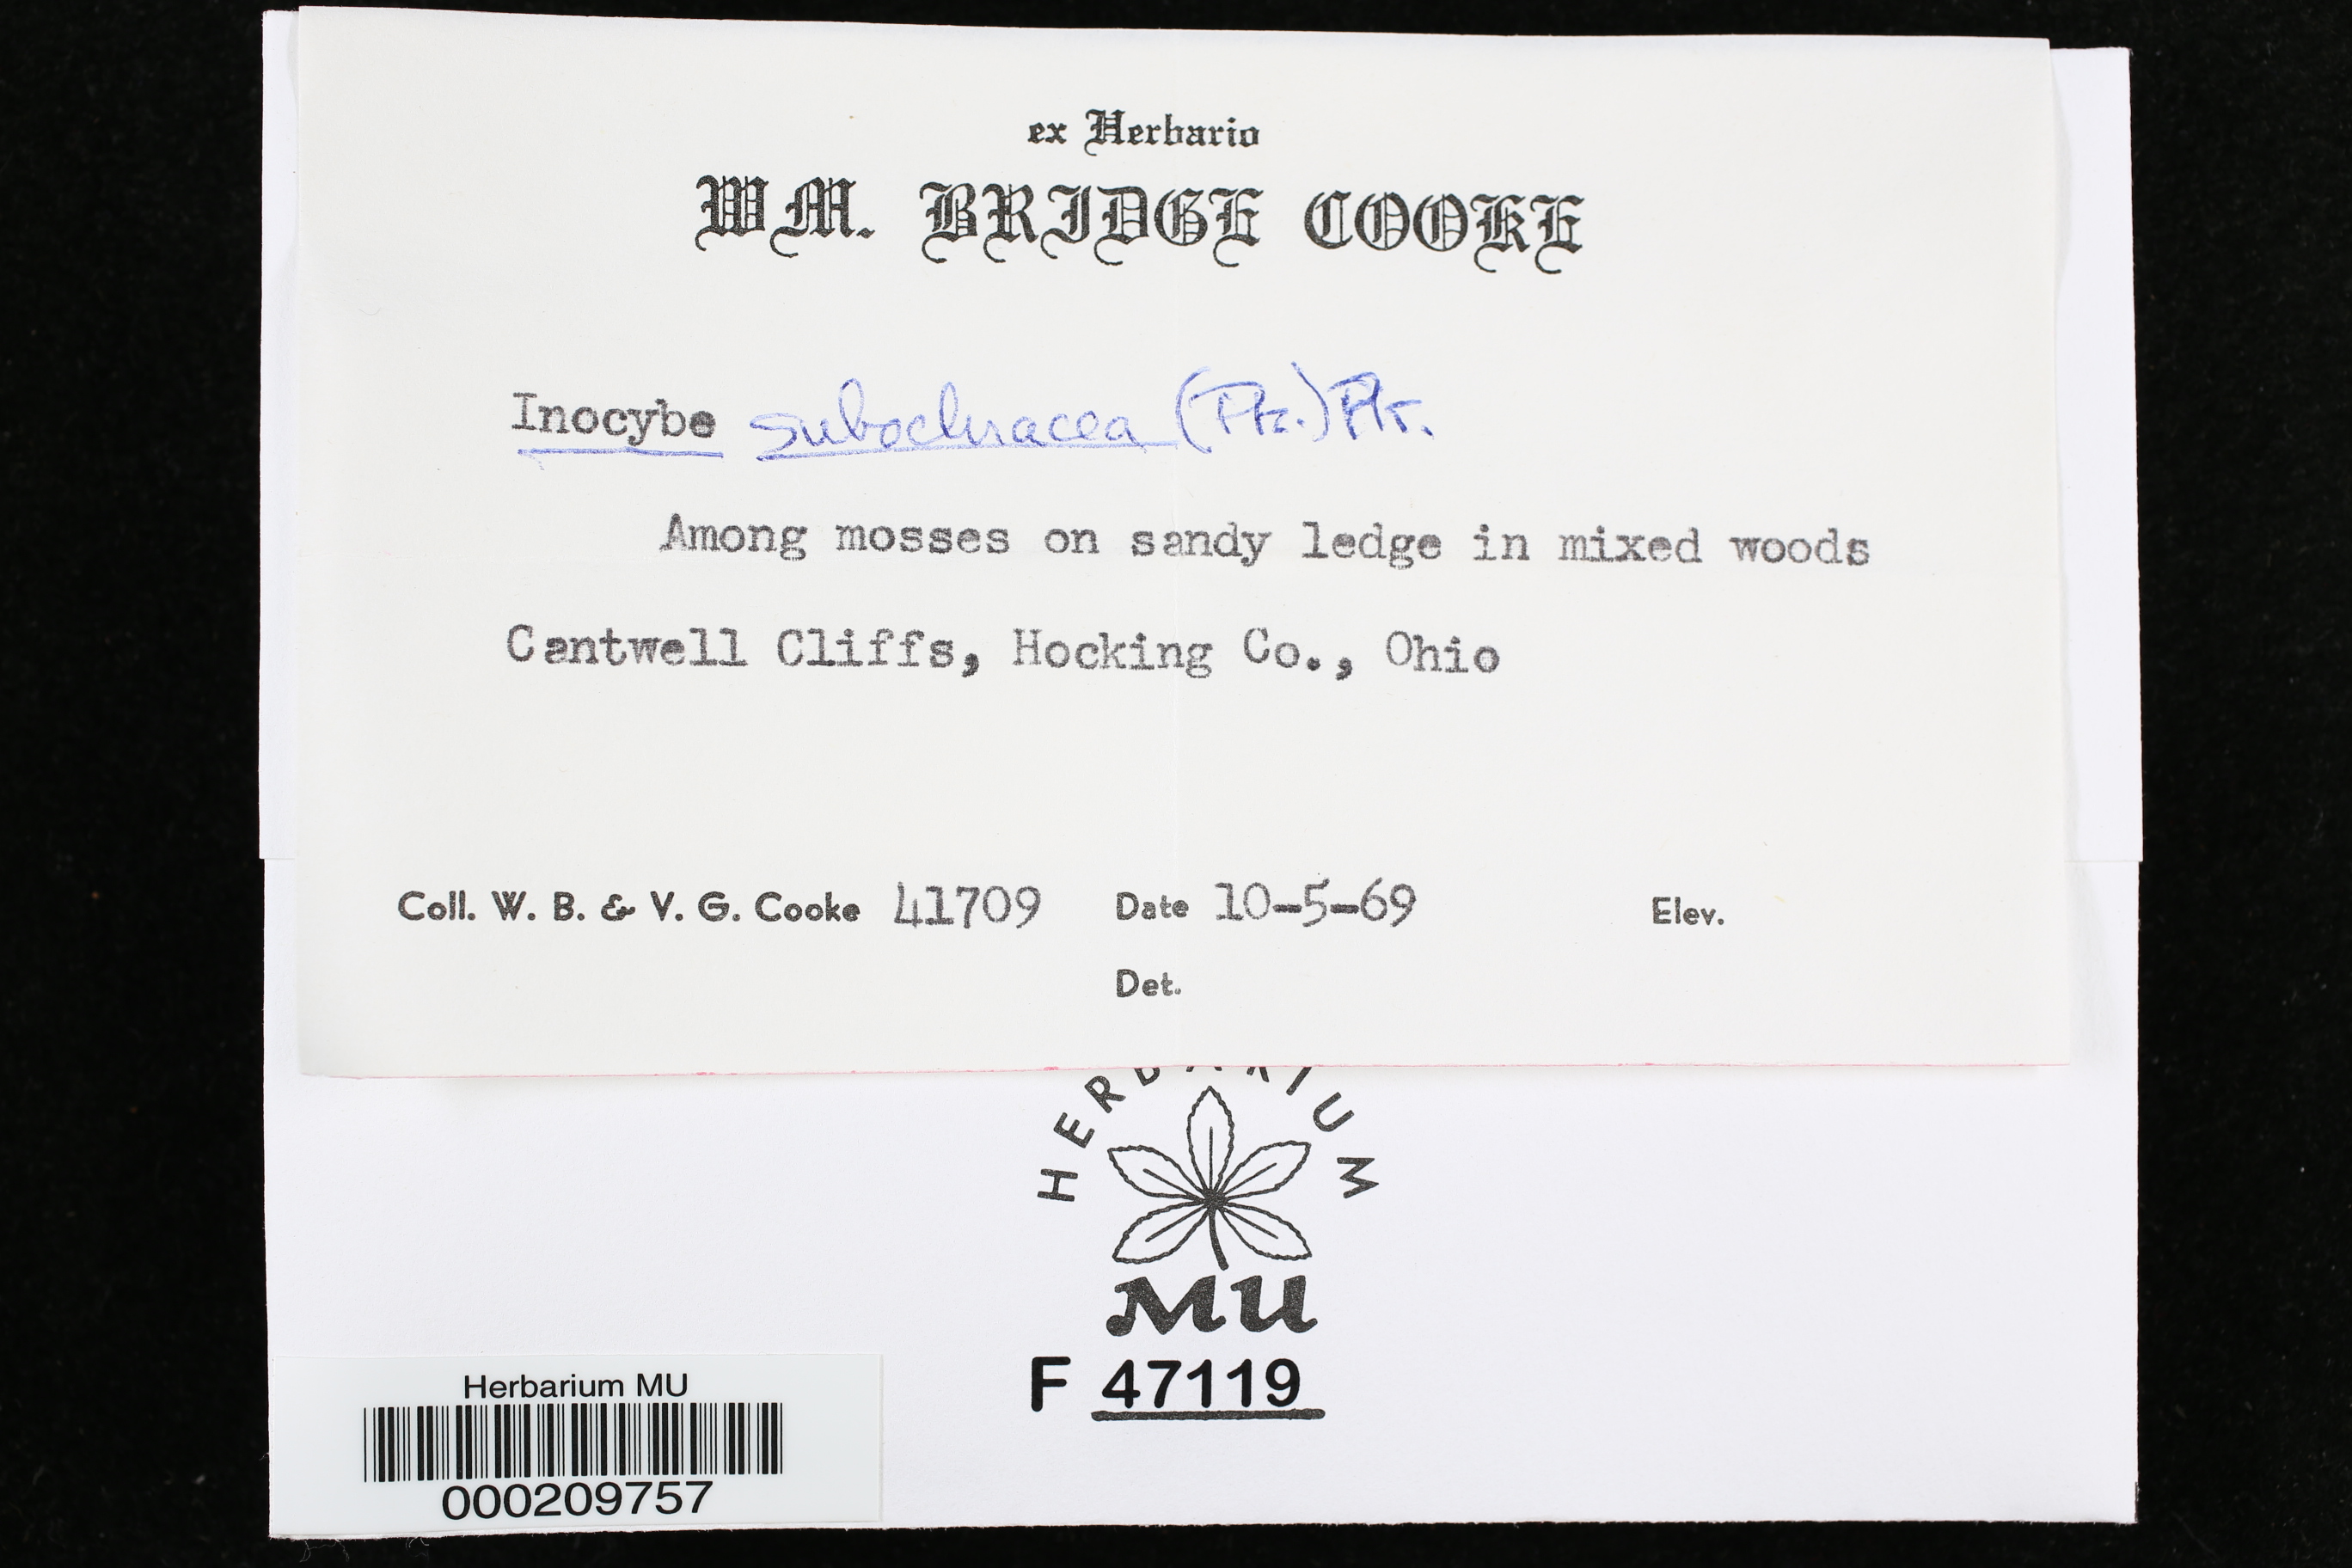 ex Herbario
WM. BRIDGE COOKE
Inocybe subochracea (Pk.) Pk.
Among mosses on sandy ledge in mixed woods
Cantwell Cliffs, Hocking Co., Ohio
Coll. W. B. & V. G. Cooke 41709 Date 10-5-69 Elev.
Det.
HERBARIUM
MU
F 47119
Herbarium MU
000209757